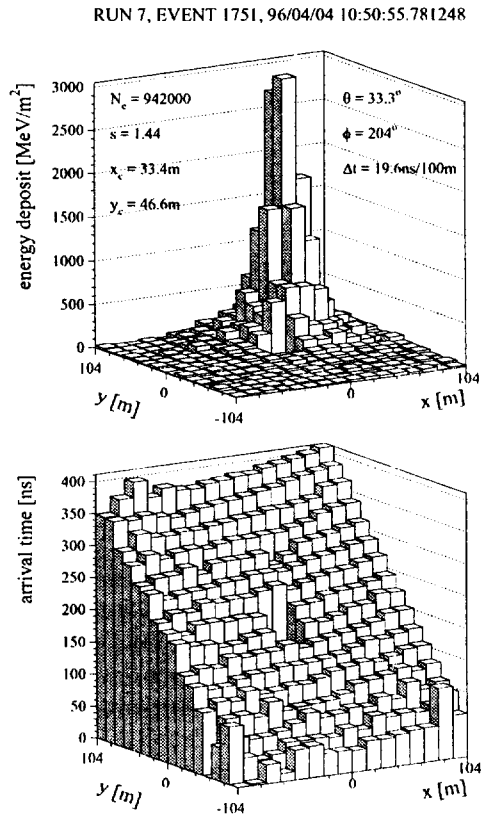 RUN 7, EVENT 1751, 96/04/04 10:50:55.781248
energy deposit [MeV/m²]
3000
2500
2000
1500
1000
500
0
Nₑ = 942000
s = 1.44
x꜀ = 33.4m
y꜀ = 46.6m
θ = 33.3°
ϕ = 204°
Δt = 19.6ns/100m
104
0
-104
y [m]
0
104
x [m]
arrival time [ns]
400
350
300
250
200
150
100
50
0
104
0
-104
y [m]
0
104
x [m]